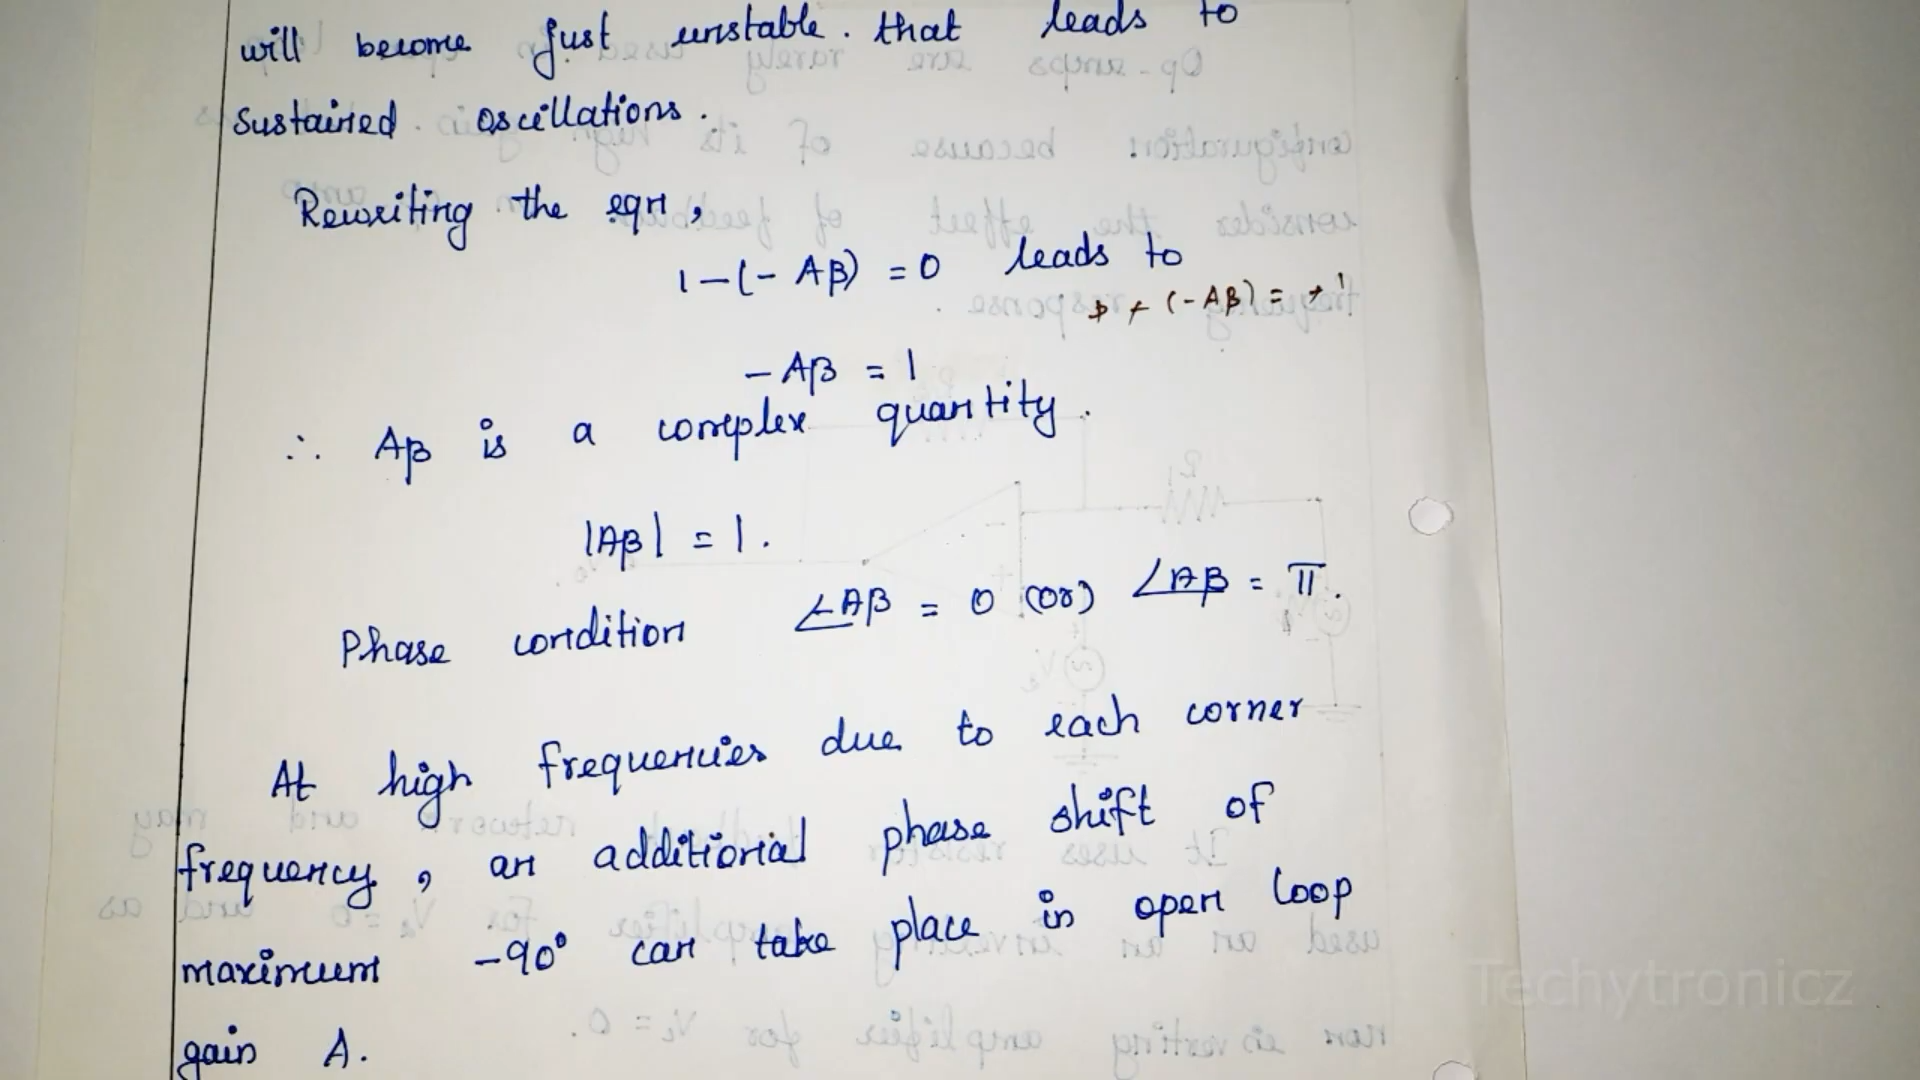 will become just unstable. that leads to
sustained oscillations.
Rewriting the eqn,
1-(-Aβ) = 0 leads to
+ (-Aβ) = +1
-Aβ = 1
∴ Aβ is a complex quantity.
|Aβ| = 1.
Phase condition ∠Aβ = 0 (or) ∠Aβ = π.
At high frequencies due to each corner
frequency, an additional phase shift of
maximum -90° can take place in open loop
gain A.
Techytronicz